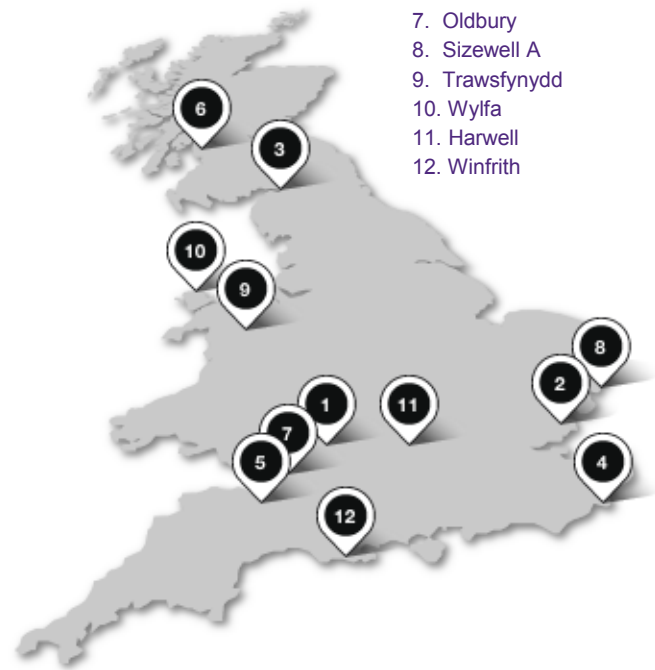 7. Oldbury
8. Sizewell A
9. Trawsfynydd
10. Wylfa
11. Harwell
12. Winfrith
6
3
10
9
8
2
1
11
7
5
4
12